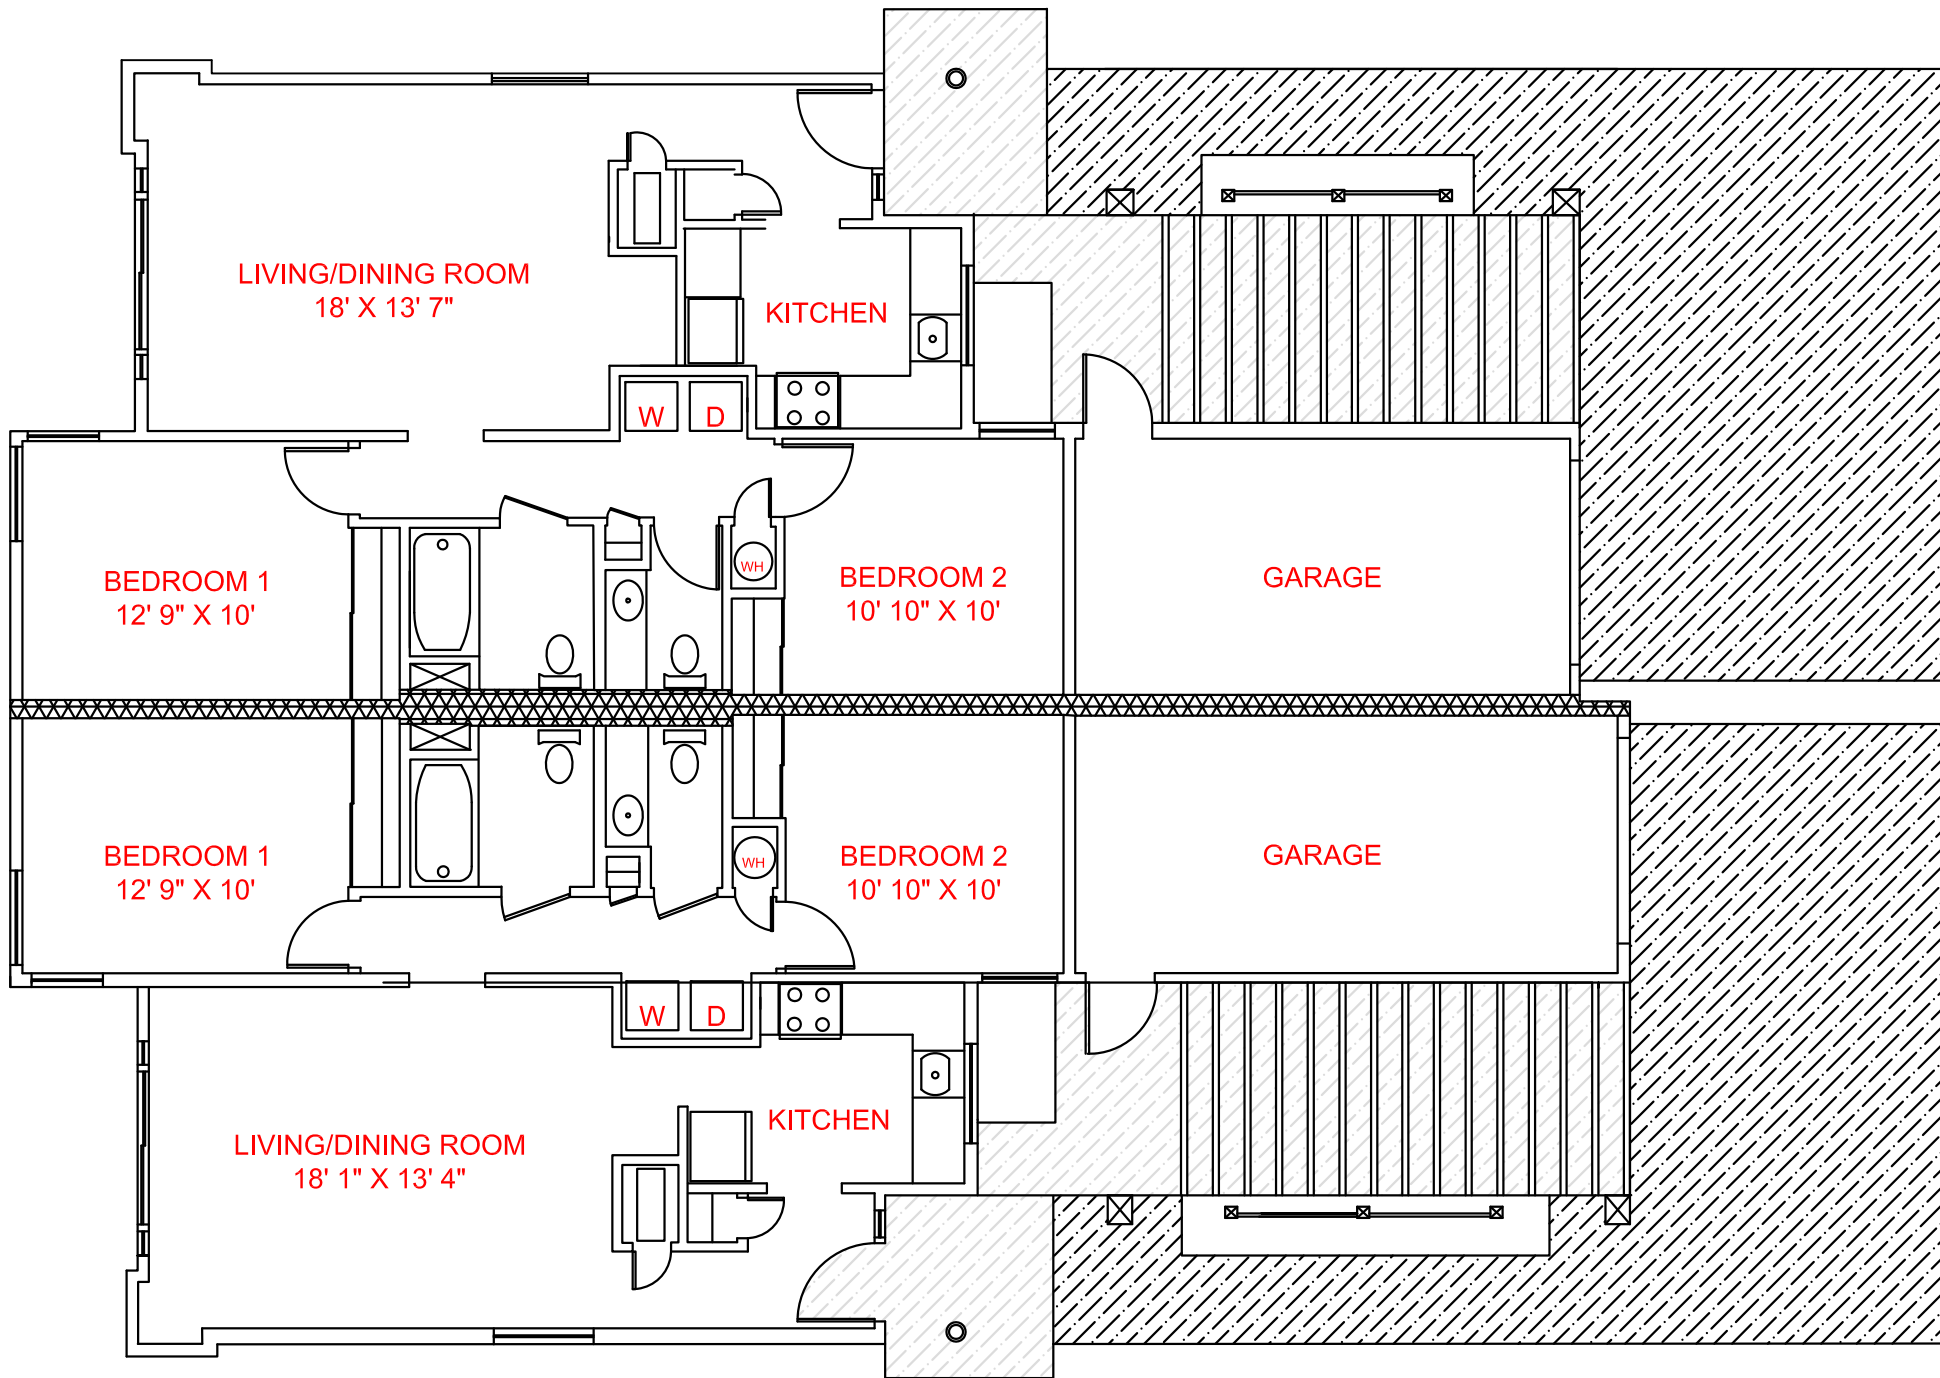 LIVING/DINING ROOM
18' X 13' 7"
KITCHEN
W
D
BEDROOM 1
12' 9" X 10'
WH
BEDROOM 2
10' 10" X 10'
GARAGE
BEDROOM 1
12' 9" X 10'
WH
BEDROOM 2
10' 10" X 10'
GARAGE
W
D
LIVING/DINING ROOM
18' 1" X 13' 4"
KITCHEN